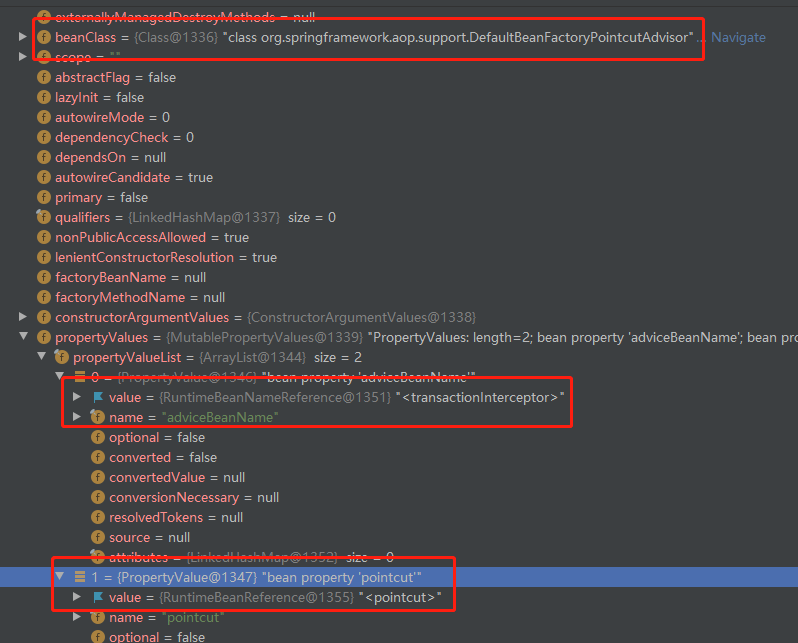 externallyManagedDestroyMethods = null
beanClass = {Class@1336} "class org.springframework.aop.support.DefaultBeanFactoryPointcutAdvisor" ... Navigate
scope = ""
abstractFlag = false
lazyInit = false
autowireMode = 0
dependencyCheck = 0
dependsOn = null
autowireCandidate = true
primary = false
qualifiers = {LinkedHashMap@1337} size = 0
nonPublicAccessAllowed = true
lenientConstructorResolution = true
factoryBeanName = null
factoryMethodName = null
constructorArgumentValues = {ConstructorArgumentValues@1338}
propertyValues = {MutablePropertyValues@1339} "PropertyValues: length=2; bean property 'adviceBeanName'; bean pro
propertyValueList = {ArrayList@1344} size = 2
0 = {PropertyValue@1346} "bean property 'adviceBeanName'"
value = {RuntimeBeanNameReference@1351} "<transactionInterceptor>"
name = "adviceBeanName"
optional = false
converted = false
convertedValue = null
conversionNecessary = null
resolvedTokens = null
source = null
attributes = {LinkedHashMap@1352} size = 0
1 = {PropertyValue@1347} "bean property 'pointcut'"
value = {RuntimeBeanReference@1355} "<pointcut>"
name = "pointcut"
optional = false